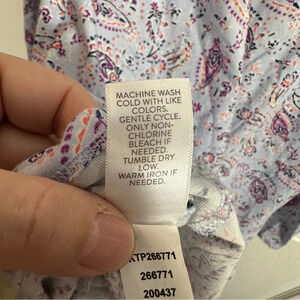 MACHINE WASH
COLD WITH LIKE
COLORS.
GENTLE CYCLE.
ONLY NON-
CHLORINE
BLEACH IF
NEEDED.
TUMBLE DRY
LOW.
WARM IRON IF
NEEDED.
KTP266771
266771
200437